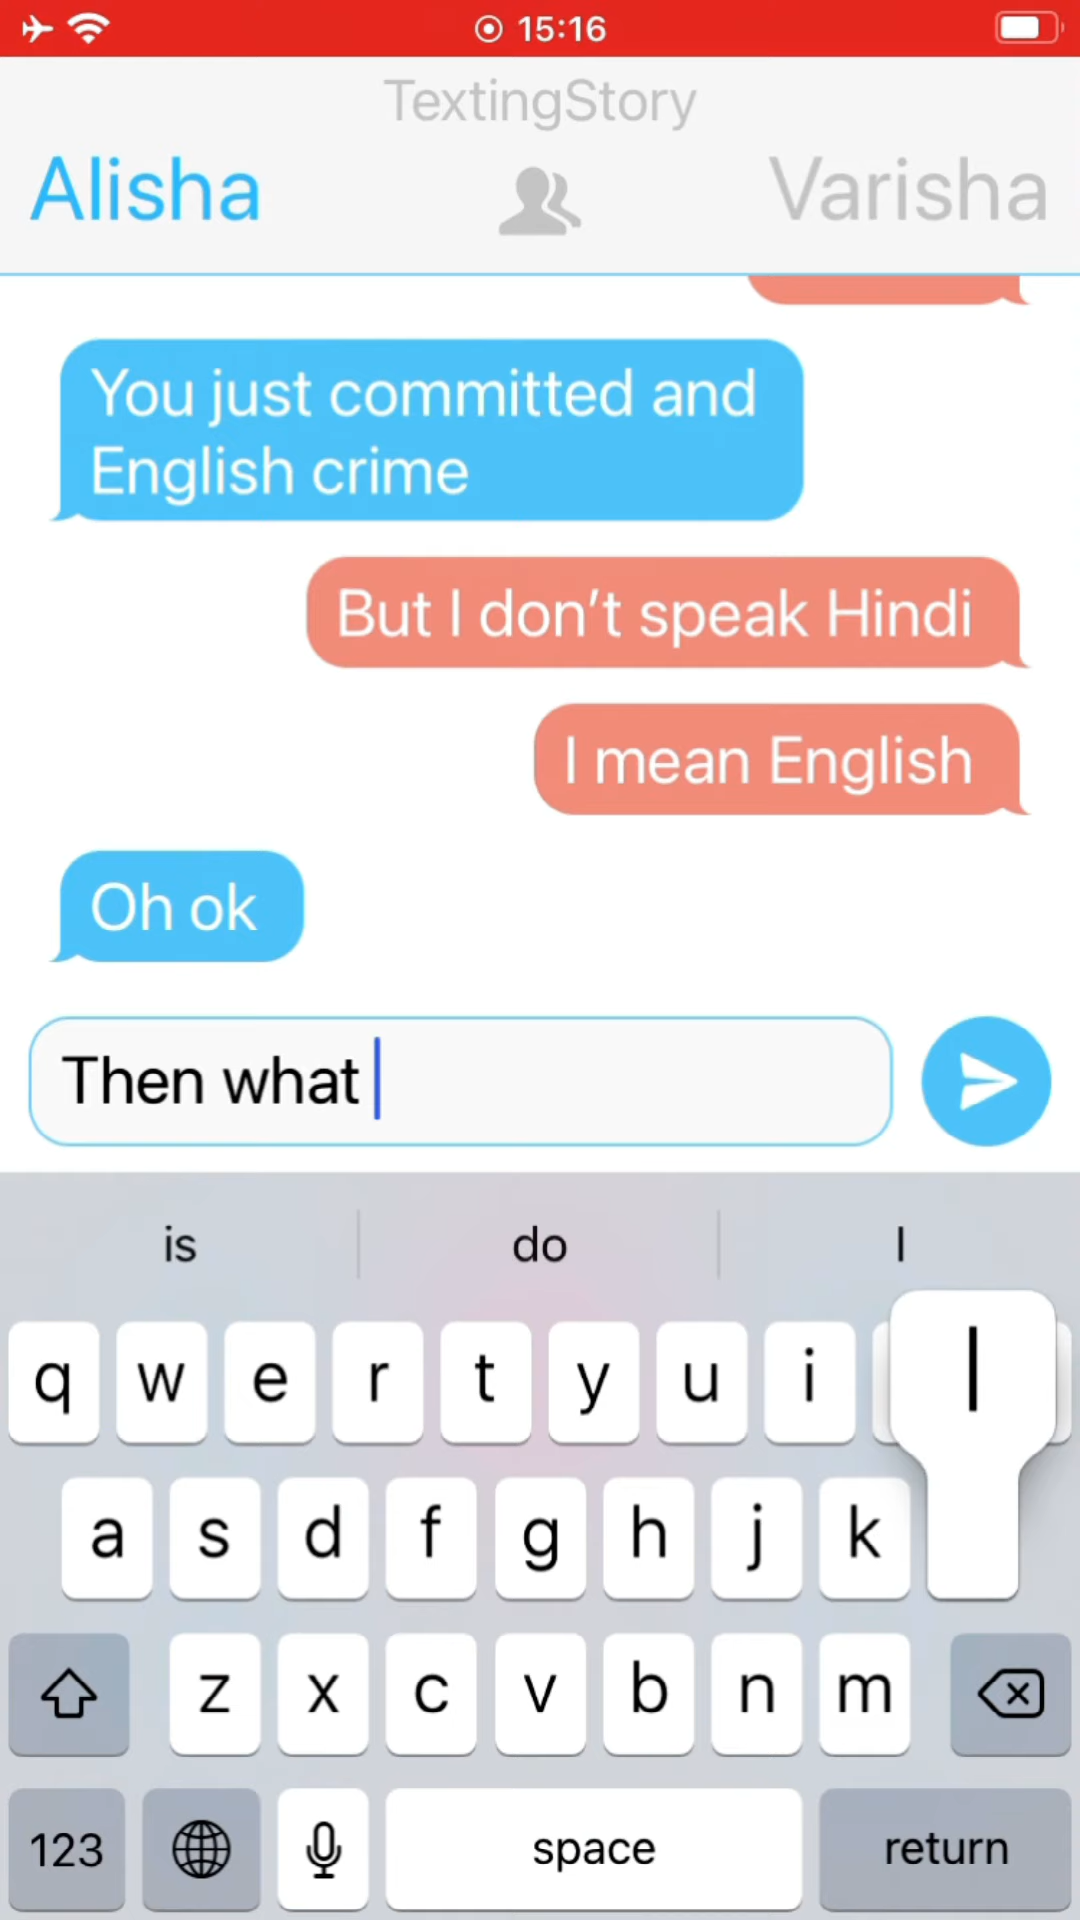 15:16
TextingStory
Alisha
Varisha
You just committed and
English crime
But I don’t speak Hindi
I mean English
Oh ok
Then what
is do I
q w e r t y u i l
a s d f g h j k
z x c v b n m
123 space return